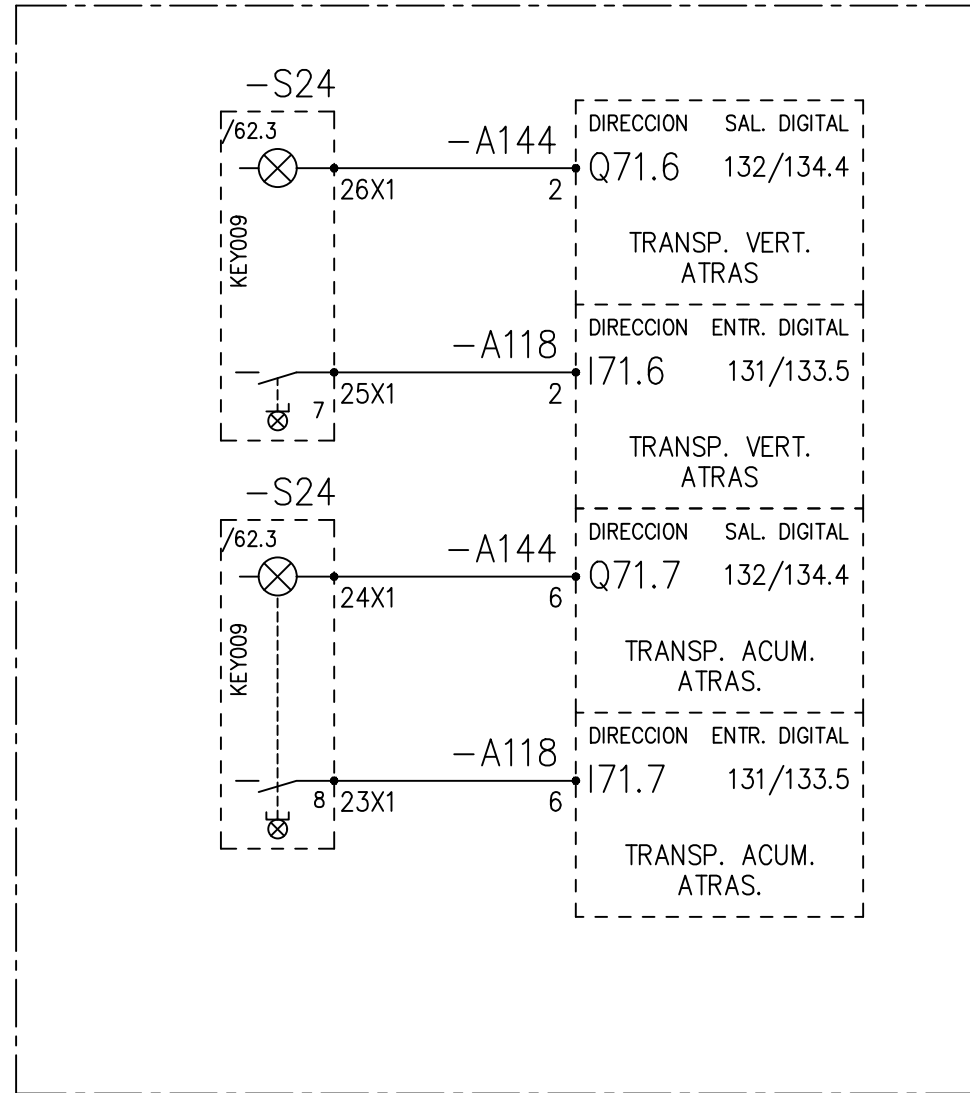 -S24
/62.3
-A144
DIRECCION SAL. DIGITAL
Q71.6 132/134.4
26X1 2
KEY009
TRANSP. VERT.
ATRAS
-A118
DIRECCION ENTR. DIGITAL
I71.6 131/133.5
7 25X1 2
TRANSP. VERT.
ATRAS
-S24
/62.3
-A144
DIRECCION SAL. DIGITAL
Q71.7 132/134.4
24X1 6
KEY009
TRANSP. ACUM.
ATRAS.
-A118
DIRECCION ENTR. DIGITAL
I71.7 131/133.5
8 23X1 6
TRANSP. ACUM.
ATRAS.